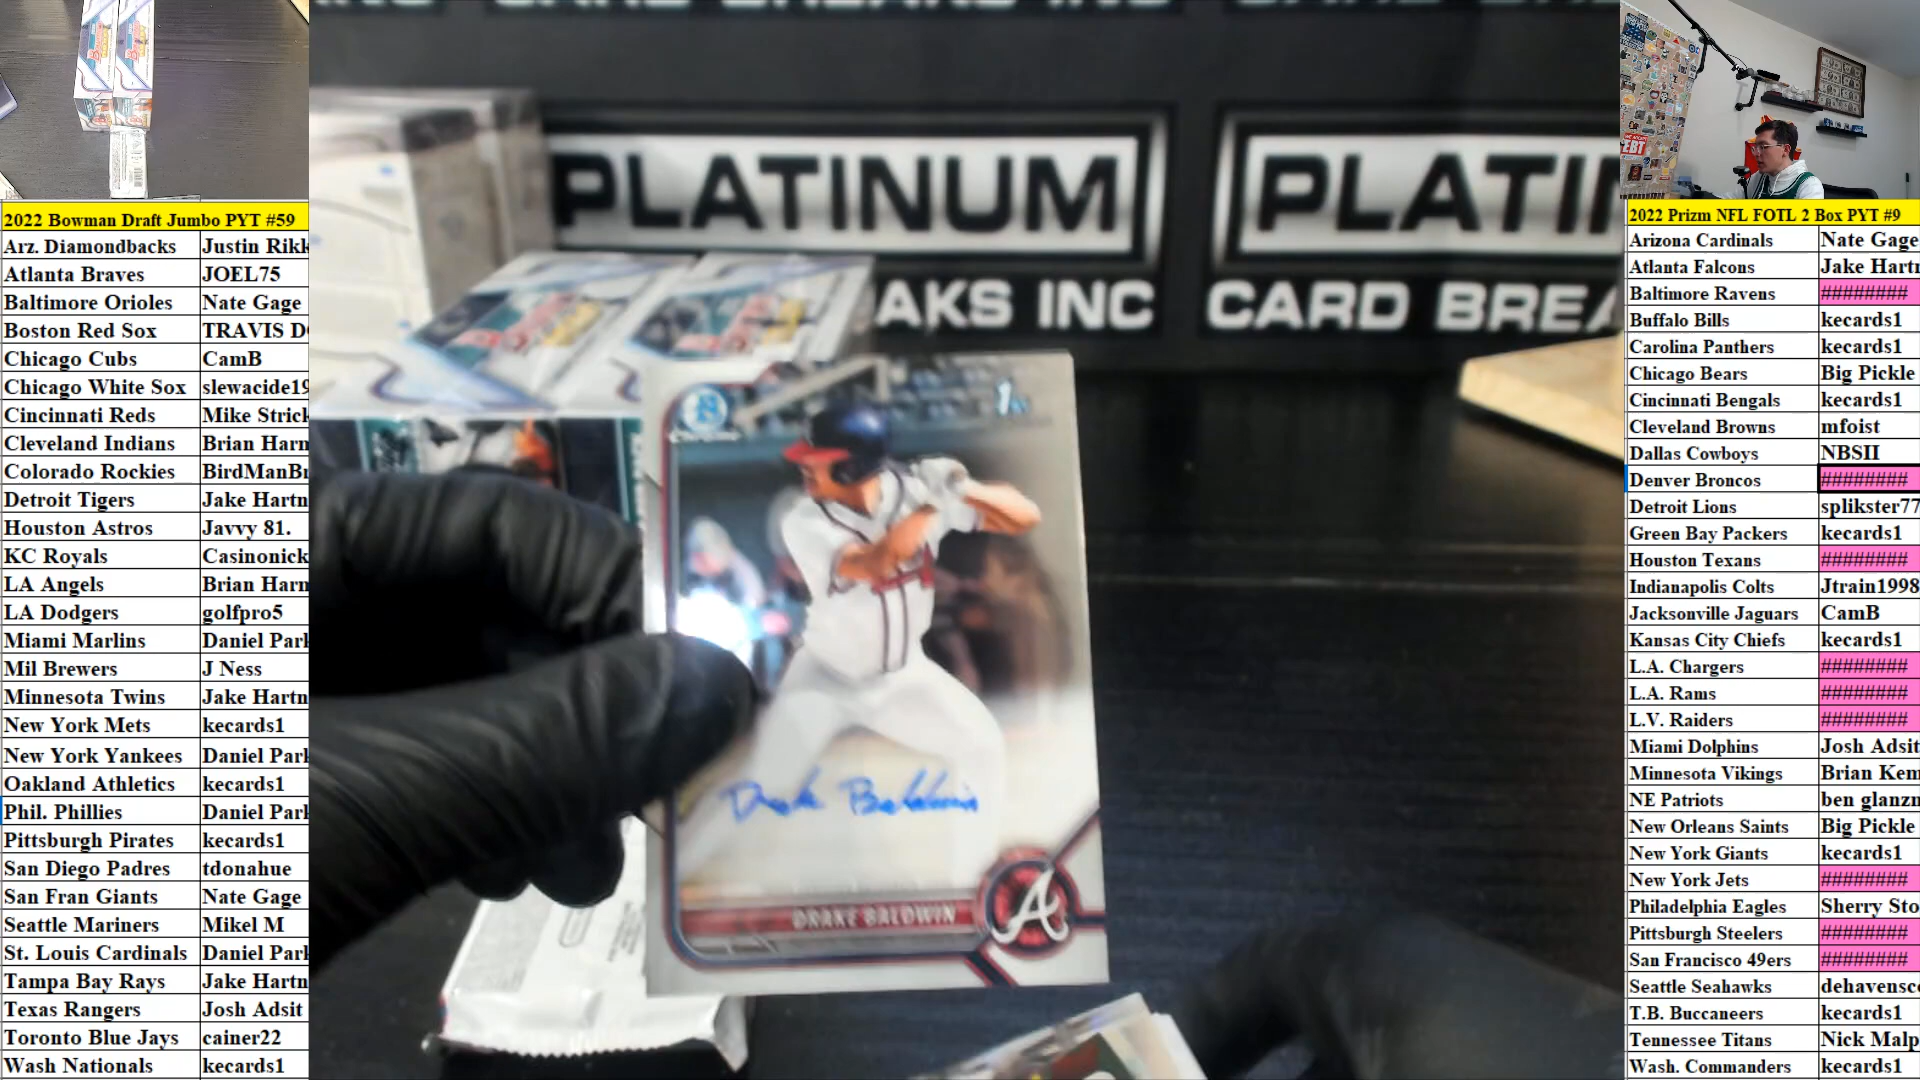 2022 Bowman Draft Jumbo PYT #59
Arz. Diamondbacks Justin Rikk
Atlanta Braves JOEL75
Baltimore Orioles Nate Gage
Boston Red Sox TRAVIS D
Chicago Cubs CamB
Chicago White Sox slewacide19
Cincinnati Reds Mike Strick
Cleveland Indians Brian Harn
Colorado Rockies BirdManBu
Detroit Tigers Jake Hartn
Houston Astros Javvy 81.
KC Royals Casinonick
LA Angels Brian Harn
LA Dodgers golfpro5
Miami Marlins Daniel Park
Mil Brewers J Ness
Minnesota Twins Jake Hartn
New York Mets kecards1
New York Yankees Daniel Park
Oakland Athletics kecards1
Phil. Phillies Daniel Park
Pittsburgh Pirates kecards1
San Diego Padres tdonahue
San Fran Giants Nate Gage
Seattle Mariners Mikel M
St. Louis Cardinals Daniel Park
Tampa Bay Rays Jake Hartn
Texas Rangers Josh Adsit
Toronto Blue Jays cainer22
Wash Nationals kecards1
PLATINUM PLATI
AKS INC CARD BREA
1st
Chrome
Drake Baldwin
DRAKE BALDWIN
A
2022 Prizm NFL FOTL 2 Box PYT #9
Arizona Cardinals Nate Gage
Atlanta Falcons Jake Hartn
Baltimore Ravens ########
Buffalo Bills kecards1
Carolina Panthers kecards1
Chicago Bears Big Pickle
Cincinnati Bengals kecards1
Cleveland Browns mfoist
Dallas Cowboys NBSII
Denver Broncos ########
Detroit Lions splikster77
Green Bay Packers kecards1
Houston Texans ########
Indianapolis Colts Jtrain1998
Jacksonville Jaguars CamB
Kansas City Chiefs kecards1
L.A. Chargers ########
L.A. Rams ########
L.V. Raiders ########
Miami Dolphins Josh Adsit
Minnesota Vikings Brian Kem
NE Patriots ben glanzn
New Orleans Saints Big Pickle
New York Giants kecards1
New York Jets ########
Philadelphia Eagles Sherry Sto
Pittsburgh Steelers ########
San Francisco 49ers ########
Seattle Seahawks dehavensc
T.B. Buccaneers kecards1
Tennessee Titans Nick Malp
Wash. Commanders kecards1